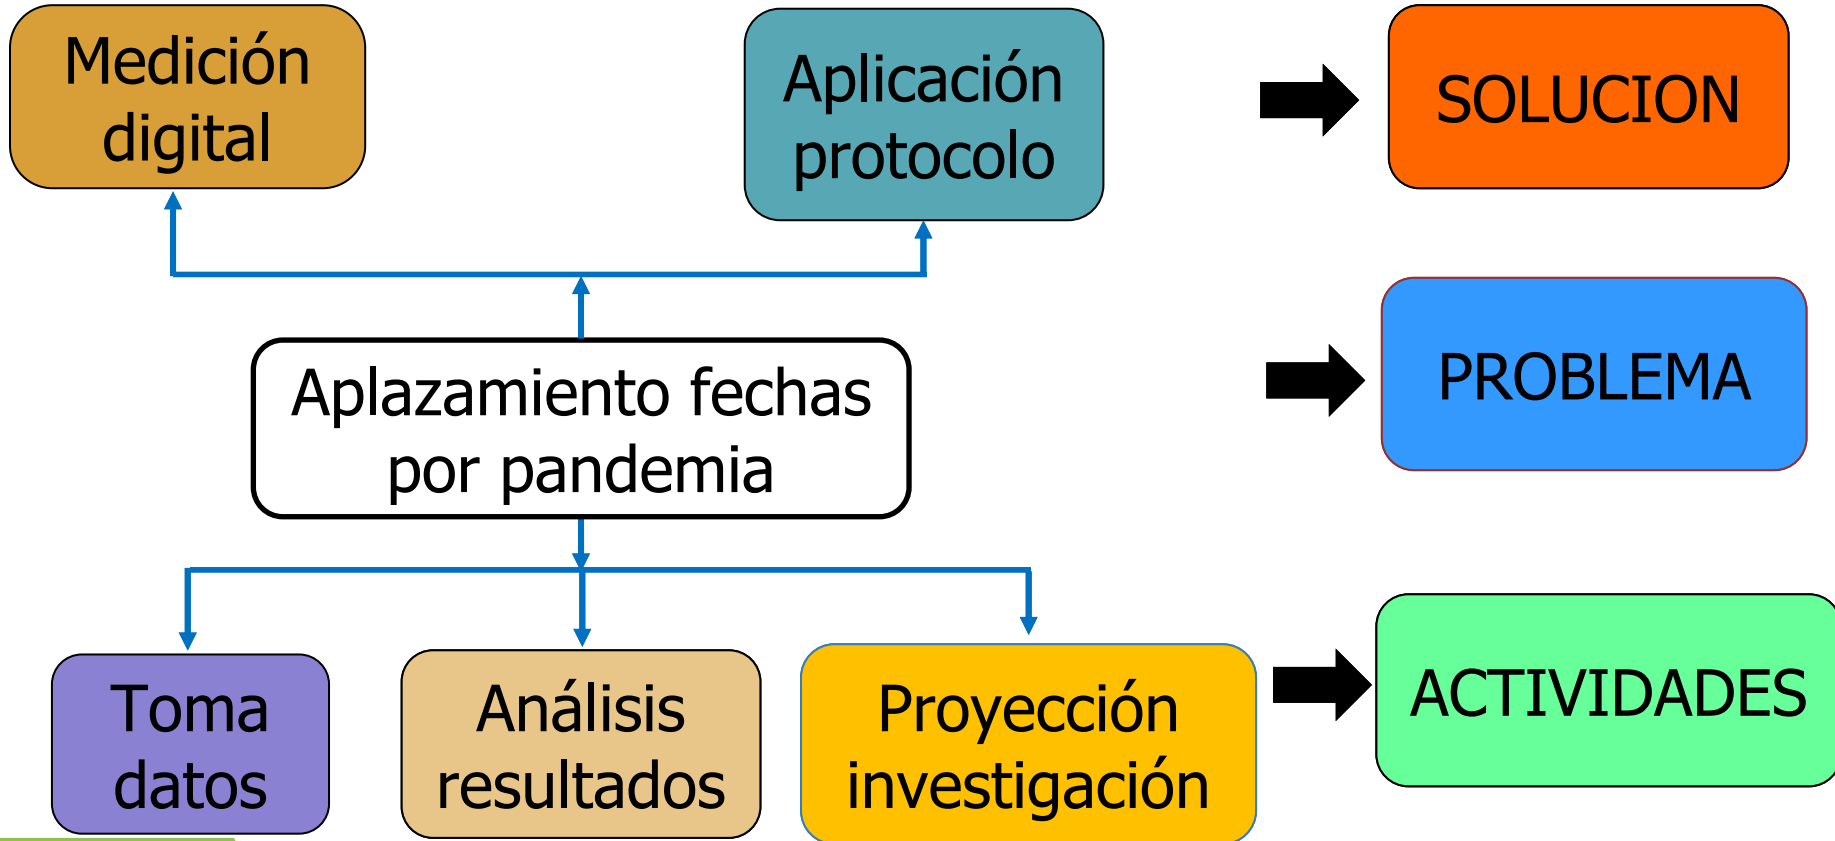 Medición
digital
Aplicación
protocolo
SOLUCION
Aplazamiento fechas
por pandemia
PROBLEMA
Toma
datos
Análisis
resultados
Proyección
investigación
ACTIVIDADES